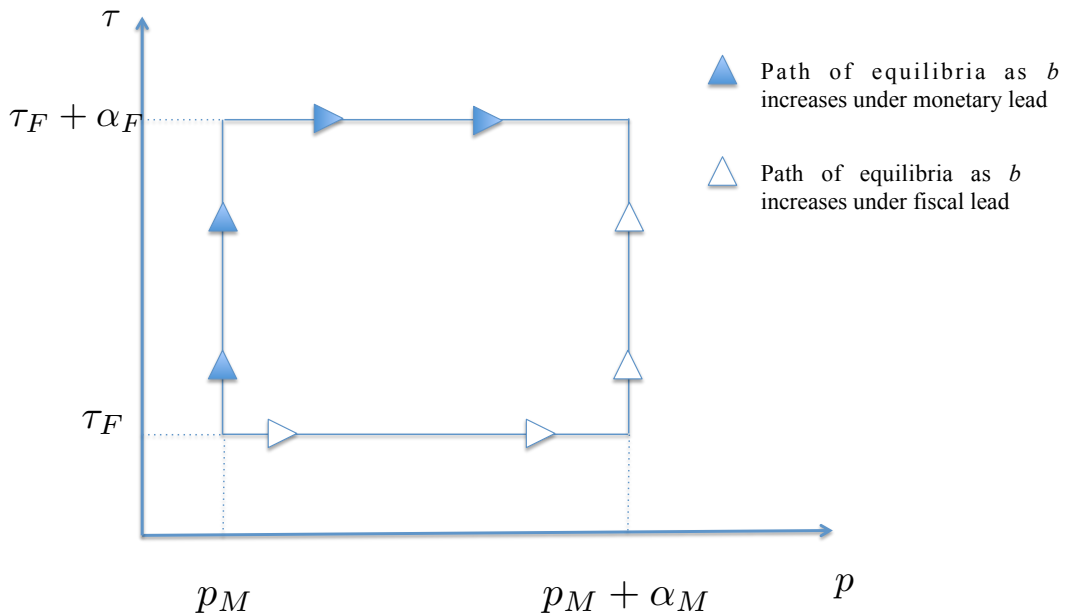 τ
τ_F + α_F
τ_F
p_M
p_M + α_M
p
Path of equilibria as b
increases under monetary lead
Path of equilibria as b
increases under fiscal lead